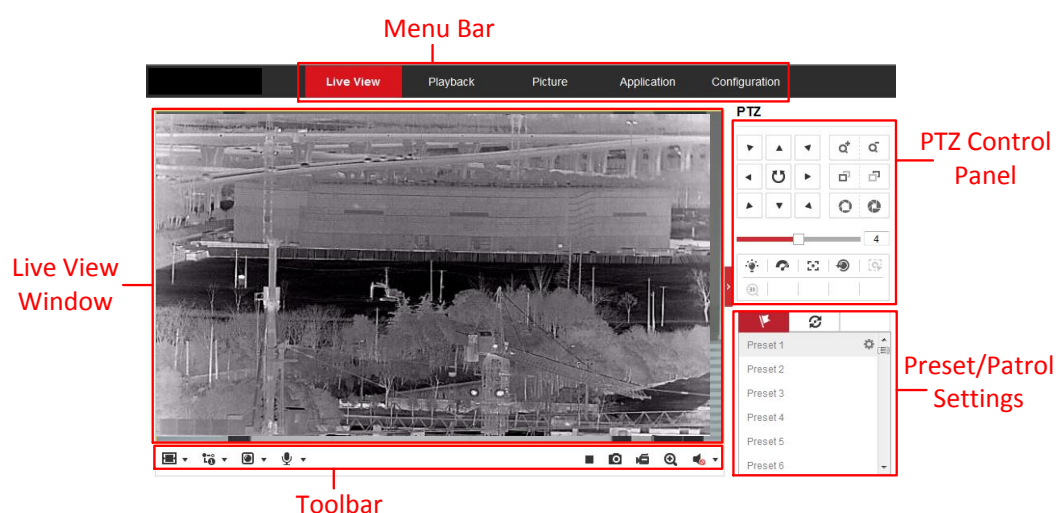 Menu Bar
Live View Playback Picture Application Configuration
PTZ
PTZ Control
Panel
4
Live View
Window
Preset 1
Preset 2
Preset 3
Preset 4
Preset 5
Preset 6
Preset/Patrol
Settings
Toolbar